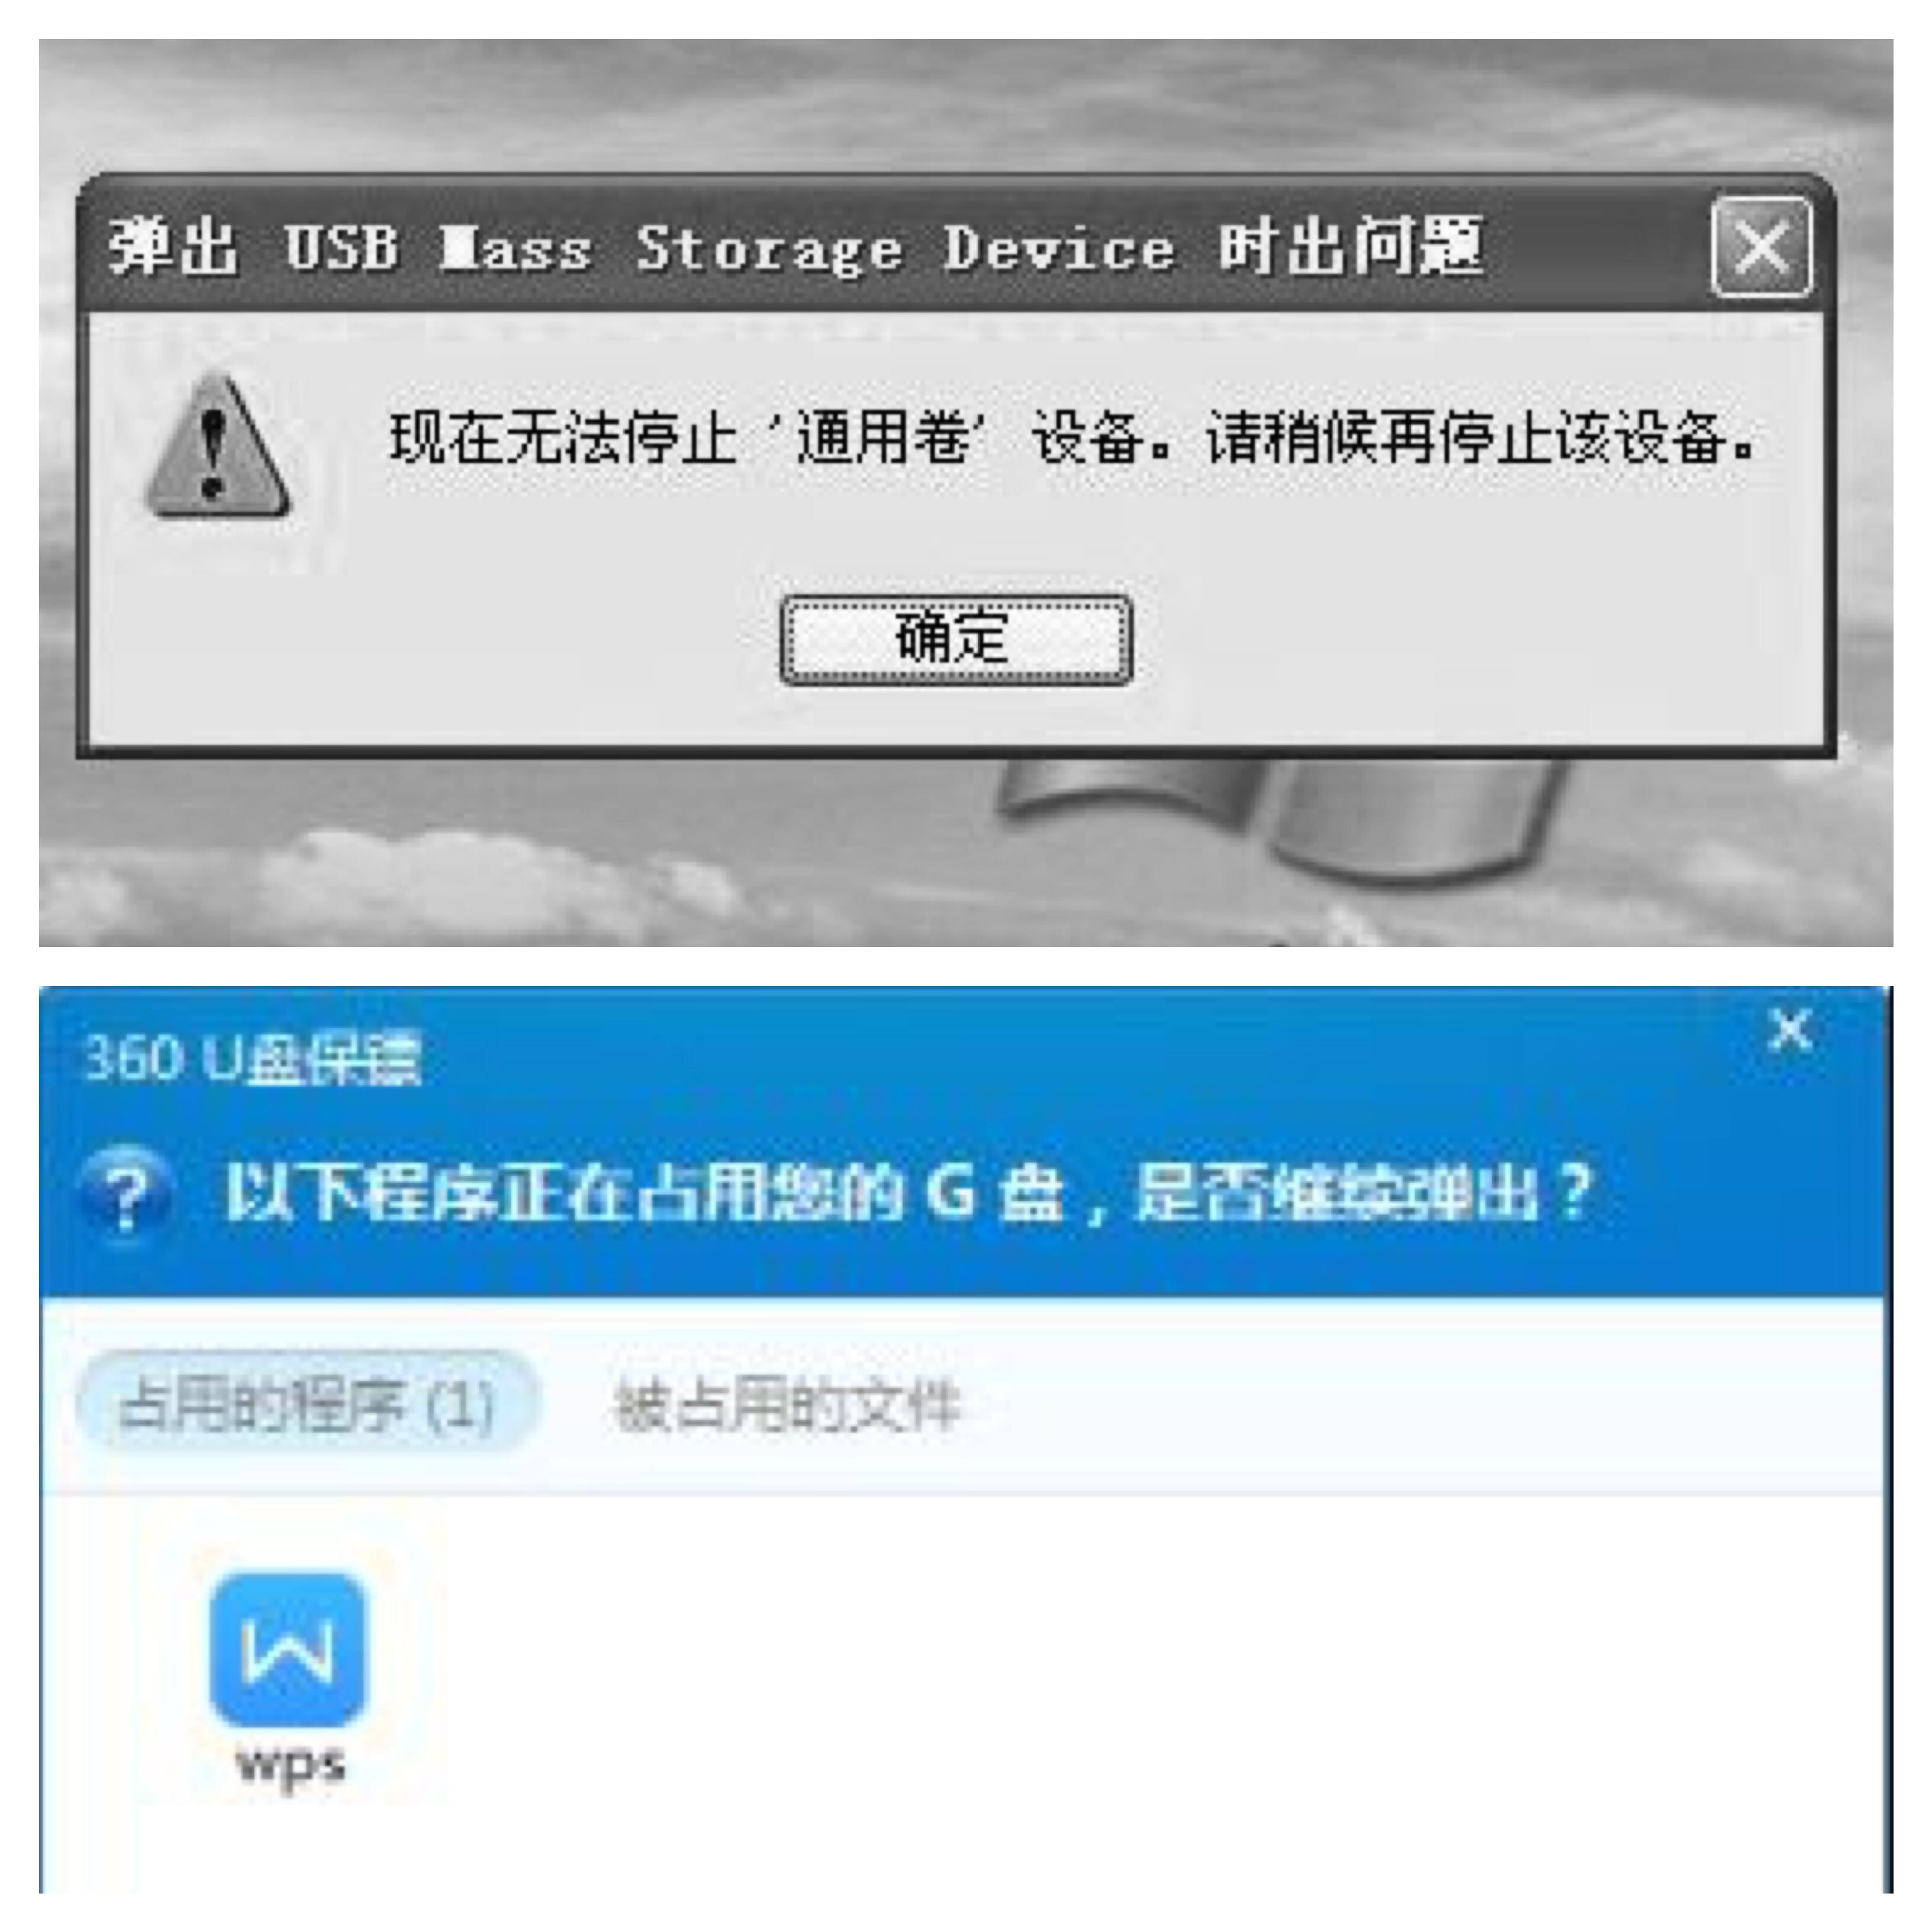 弹出 USB Mass Storage Device 时出问题
现在无法停止‘通用卷’设备。请稍候再停止该设备。
确定
360 U盘保镖
以下程序正在占用您的 G 盘，是否继续弹出？
占用的程序 (1) 被占用的文件
wps